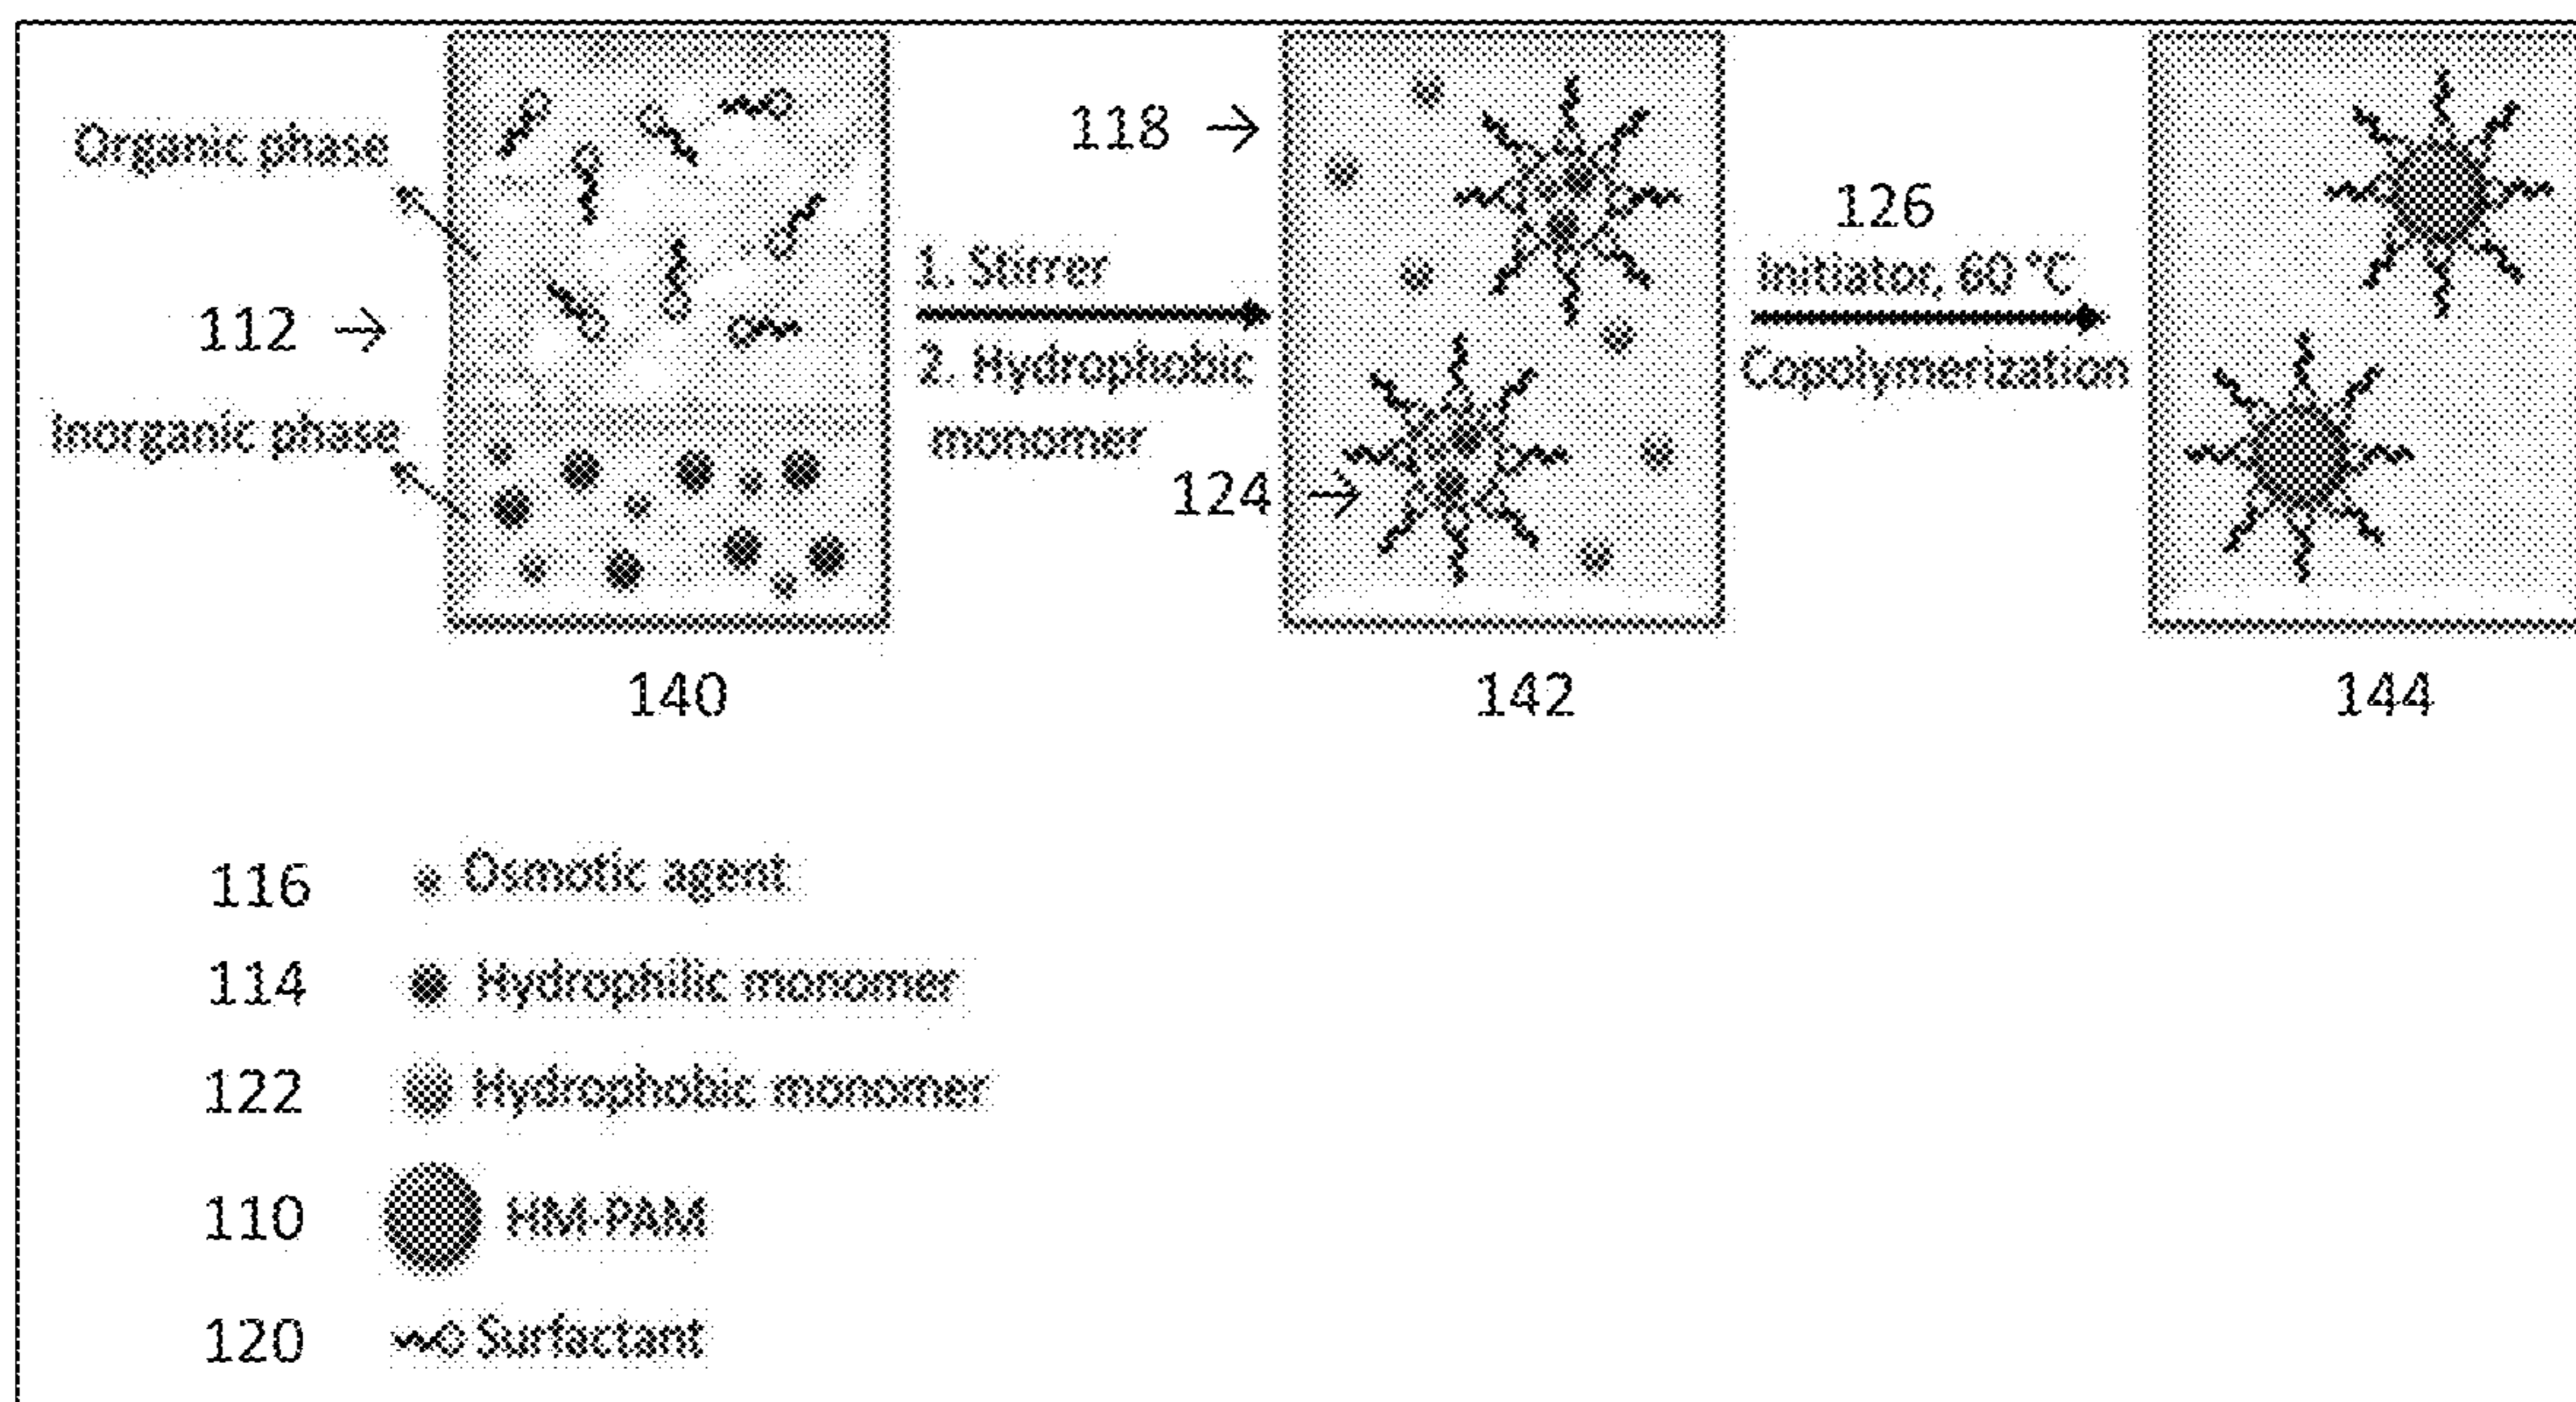 Organic phase
112 →
Inorganic phase
140
1. Stirrer
2. Hydrophobic
monomer
118 →
124 →
142
126
Initiator, 60 °C
Copolymerization
144
116 Osmotic agent
114 Hydrophilic monomer
122 Hydrophobic monomer
110 HM-PAM
120 Surfactant